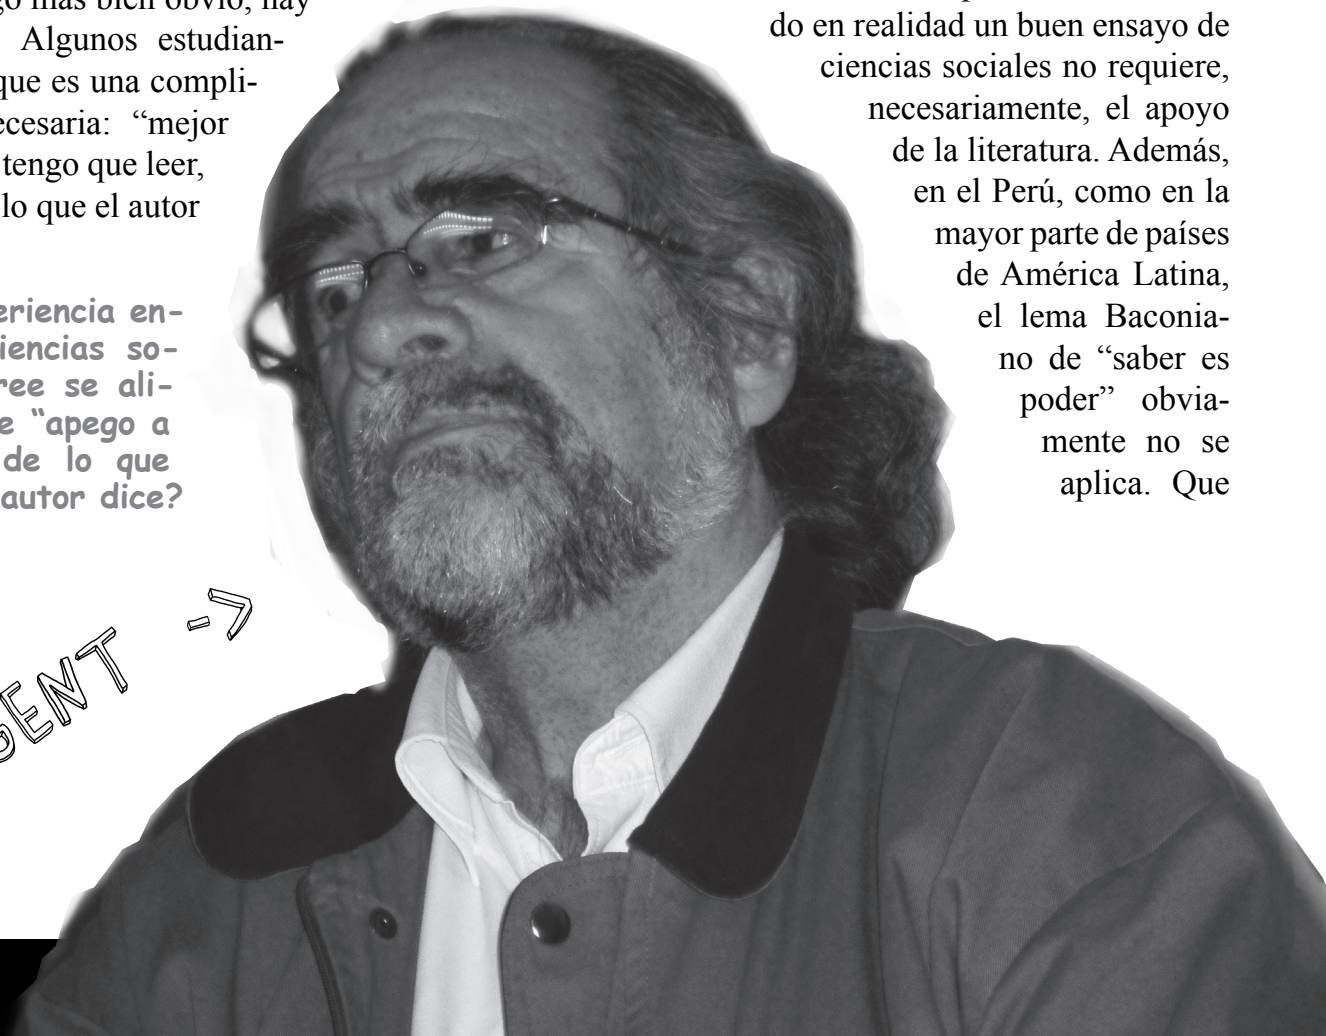 go más bien obvio, hay
Algunos estudian-
que es una compli-
ecesaria: “mejor
tengo que leer,
lo que el autor
eriencia en-
iencias so-
ree se ali-
e “apego a
de lo que
autor dice?
GENT ->
do en realidad un buen ensayo de
ciencias sociales no requiere,
necesariamente, el apoyo
de la literatura. Además,
en el Perú, como en la
mayor parte de países
de América Latina,
el lema Baconia-
no de “saber es
poder” obvia-
mente no se
aplica. Que